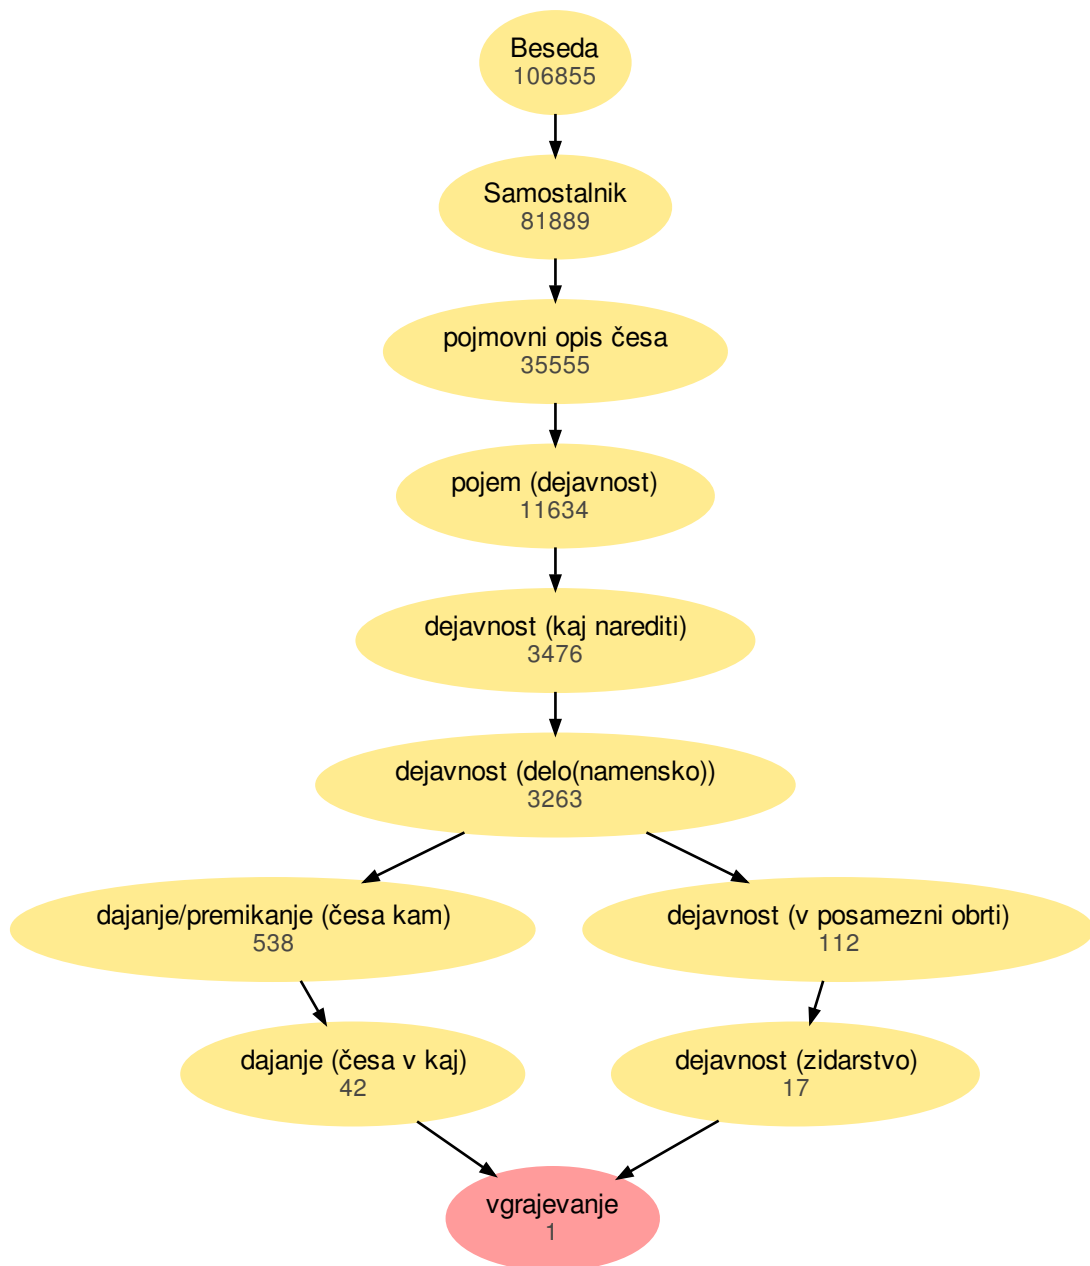 Beseda
106855
Samostalnik
81889
pojmovni opis česa
35555
pojem (dejavnost)
11634
dejavnost (kaj narediti)
3476
dejavnost (delo(namensko))
3263
dajanje/premikanje (česa kam)
538
dejavnost (v posamezni obrti)
112
dajanje (česa v kaj)
42
dejavnost (zidarstvo)
17
vgrajevanje
1